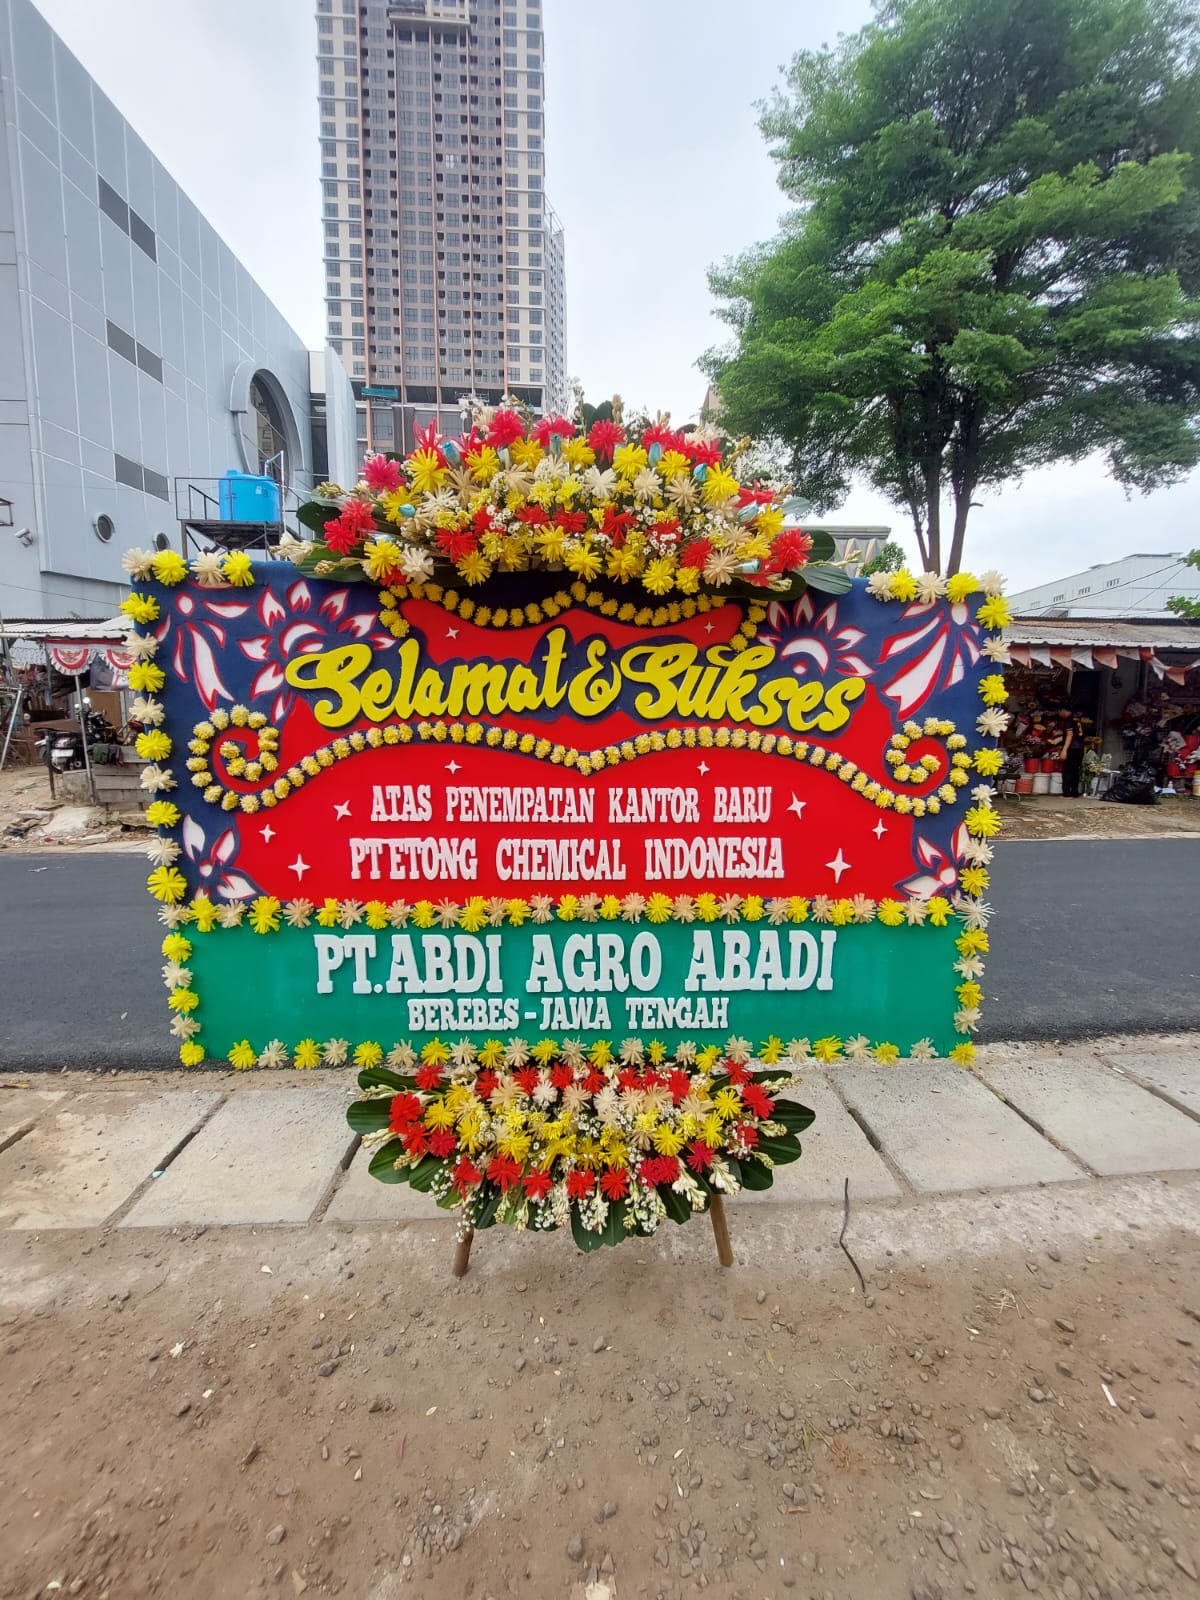 Selamat & Sukses
ATAS PENEMPATAN KANTOR BARU
PT ETONG CHEMICAL INDONESIA
PT. ABDI AGRO ABADI
BEREBES - JAWA TENGAH